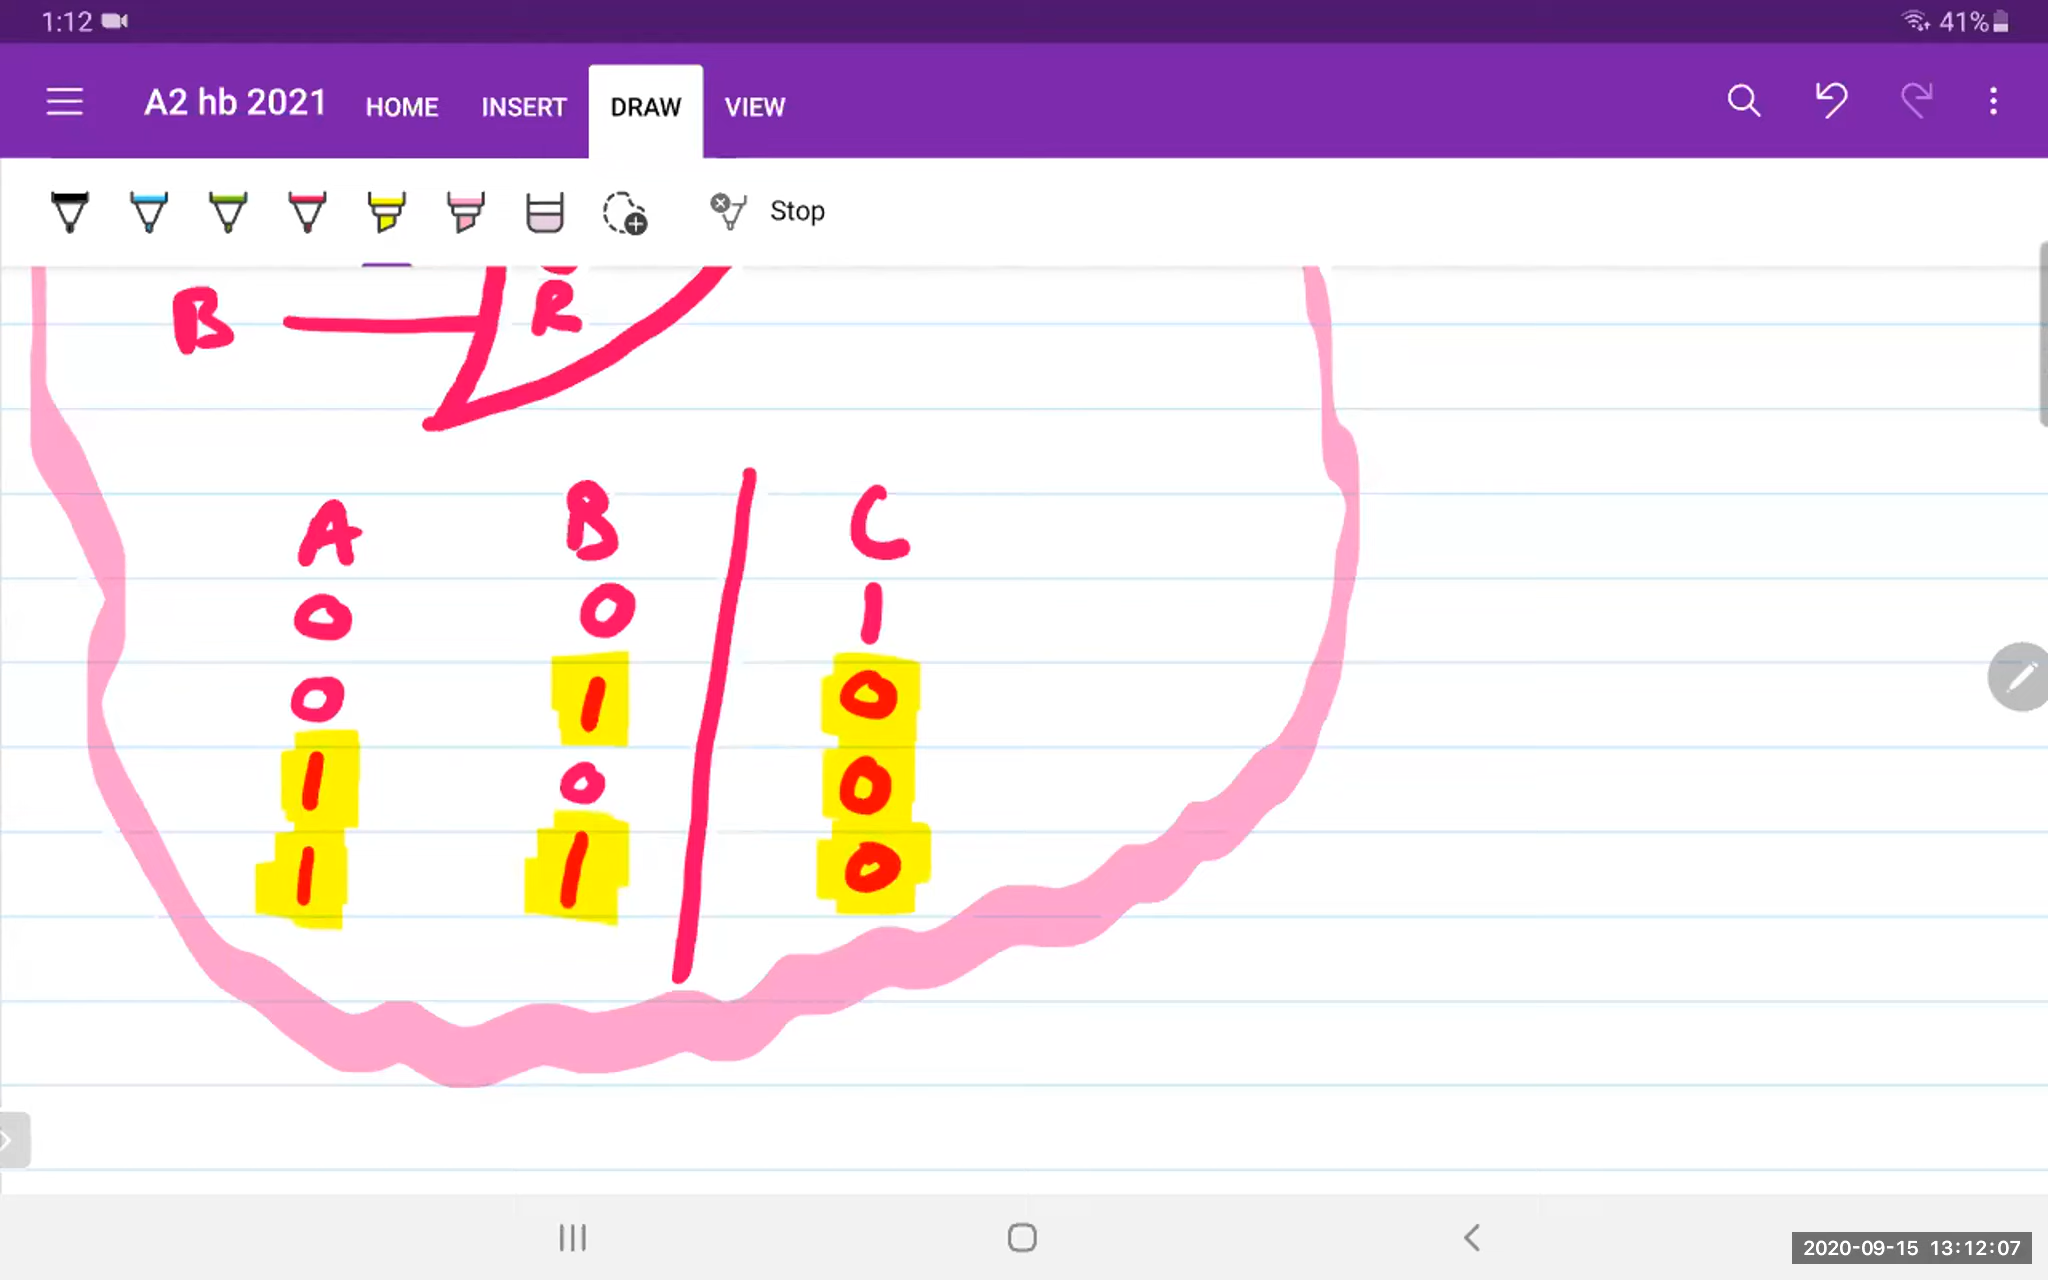 1:12 41%
A2 hb 2021 HOME INSERT DRAW VIEW
Stop
R
B
A B C
0 0 1
0 1 0
1 0 0
1 1 0
2020-09-15 13:12:07